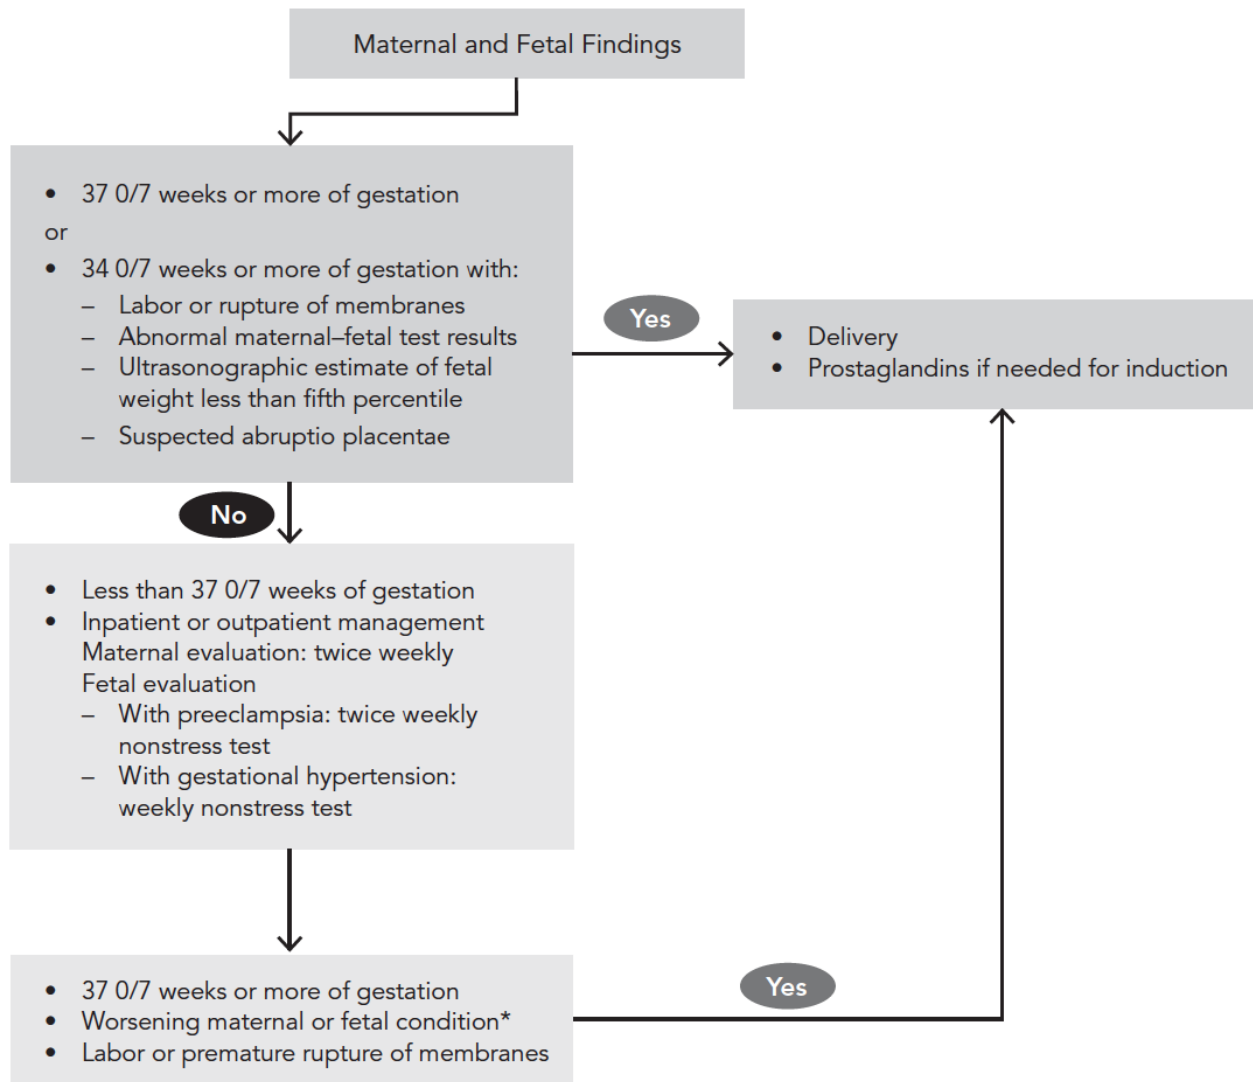 Maternal and Fetal Findings
• 37 0/7 weeks or more of gestation
or
• 34 0/7 weeks or more of gestation with:
– Labor or rupture of membranes
– Abnormal maternal–fetal test results
– Ultrasonographic estimate of fetal
weight less than fifth percentile
– Suspected abruptio placentae
Yes
• Delivery
• Prostaglandins if needed for induction
No
• Less than 37 0/7 weeks of gestation
• Inpatient or outpatient management
Maternal evaluation: twice weekly
Fetal evaluation
– With preeclampsia: twice weekly
nonstress test
– With gestational hypertension:
weekly nonstress test
• 37 0/7 weeks or more of gestation
• Worsening maternal or fetal condition*
• Labor or premature rupture of membranes
Yes